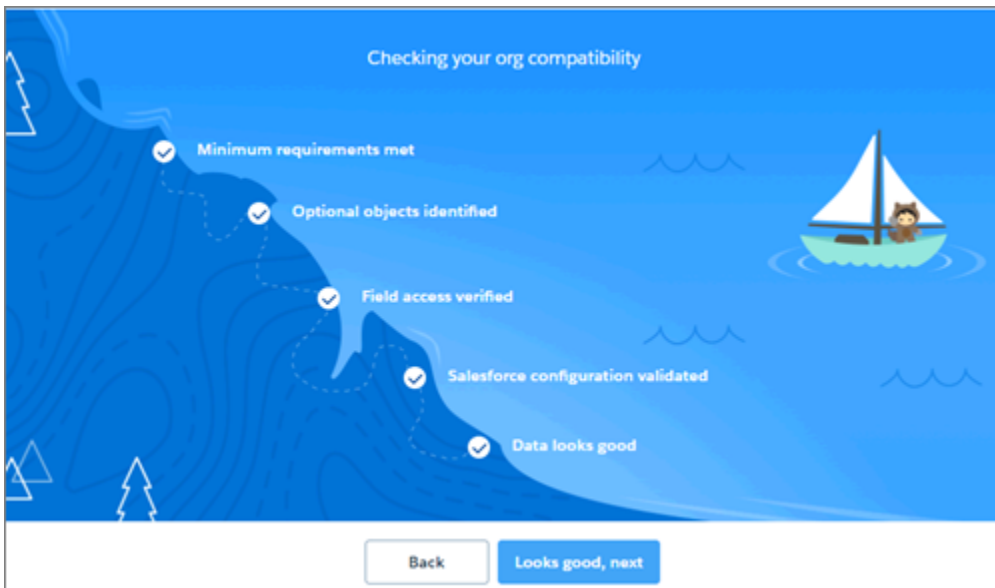 Checking your org compatibility
Minimum requirements met
Optional objects identified
Field access verified
Salesforce configuration validated
Data looks good
Back
Looks good, next